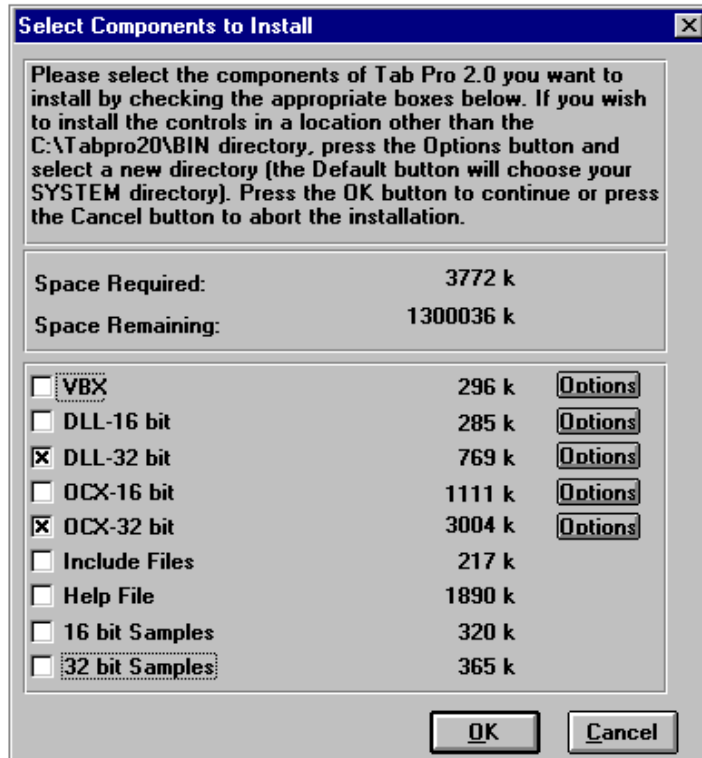 Select Components to Install
Please select the components of Tab Pro 2.0 you want to
install by checking the appropriate boxes below. If you wish
to install the controls in a location other than the
C:\Tabpro20\BIN directory, press the Options button and
select a new directory (the Default button will choose your
SYSTEM directory). Press the OK button to continue or press
the Cancel button to abort the installation.
Space Required: 3772 k
Space Remaining: 1300036 k
VBX 296 k Options
DLL-16 bit 285 k Options
DLL-32 bit 769 k Options
OCX-16 bit 1111 k Options
OCX-32 bit 3004 k Options
Include Files 217 k
Help File 1890 k
16 bit Samples 320 k
32 bit Samples 365 k
OK Cancel